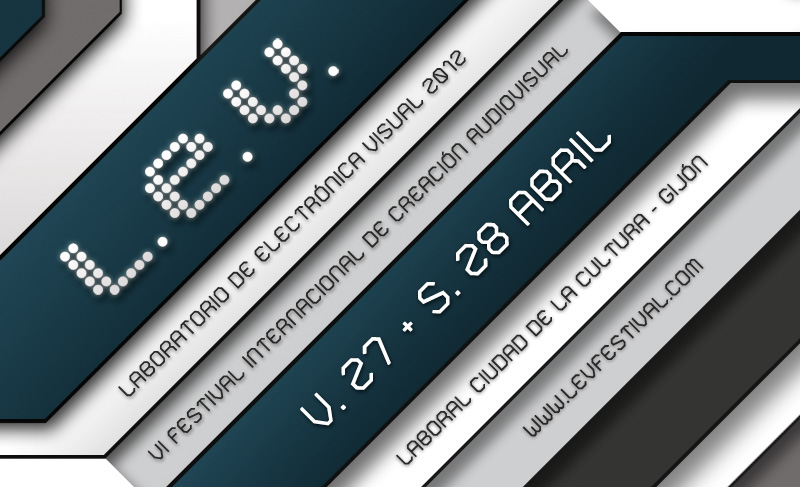 L.E.V.
LABORATORIO DE ELECTRÓNICA VISUAL 2012
VI FESTIVAL INTERNACIONAL DE CREACIÓN AUDIOVISUAL
V. 27 + S. 28 ABRIL
LABORAL CIUDAD DE LA CULTURA - GIJÓN
WWW.LEVFESTIVAL.COM